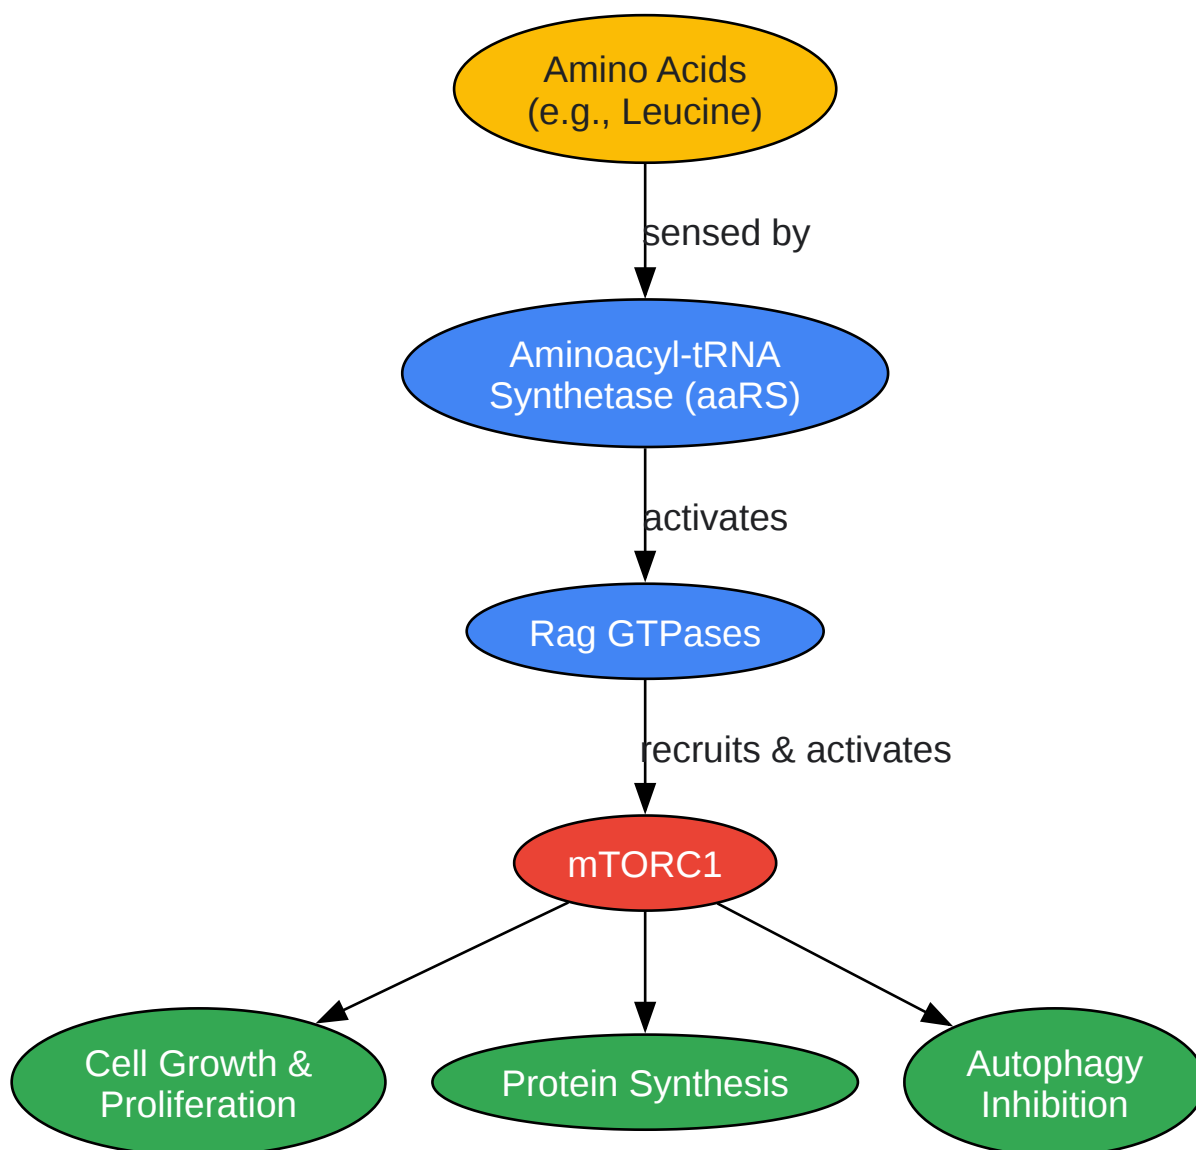 Amino Acids
(e.g., Leucine)
sensed by
Aminoacyl-tRNA
Synthetase (aaRS)
activates
Rag GTPases
recruits & activates
mTORC1
Cell Growth &
Proliferation
Protein Synthesis
Autophagy
Inhibition